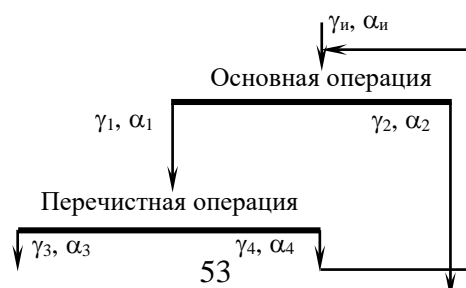 γи, αи
Основная операция
γ1, α1
γ2, α2
Перечистная операция
γ3, α3
γ4, α4
53